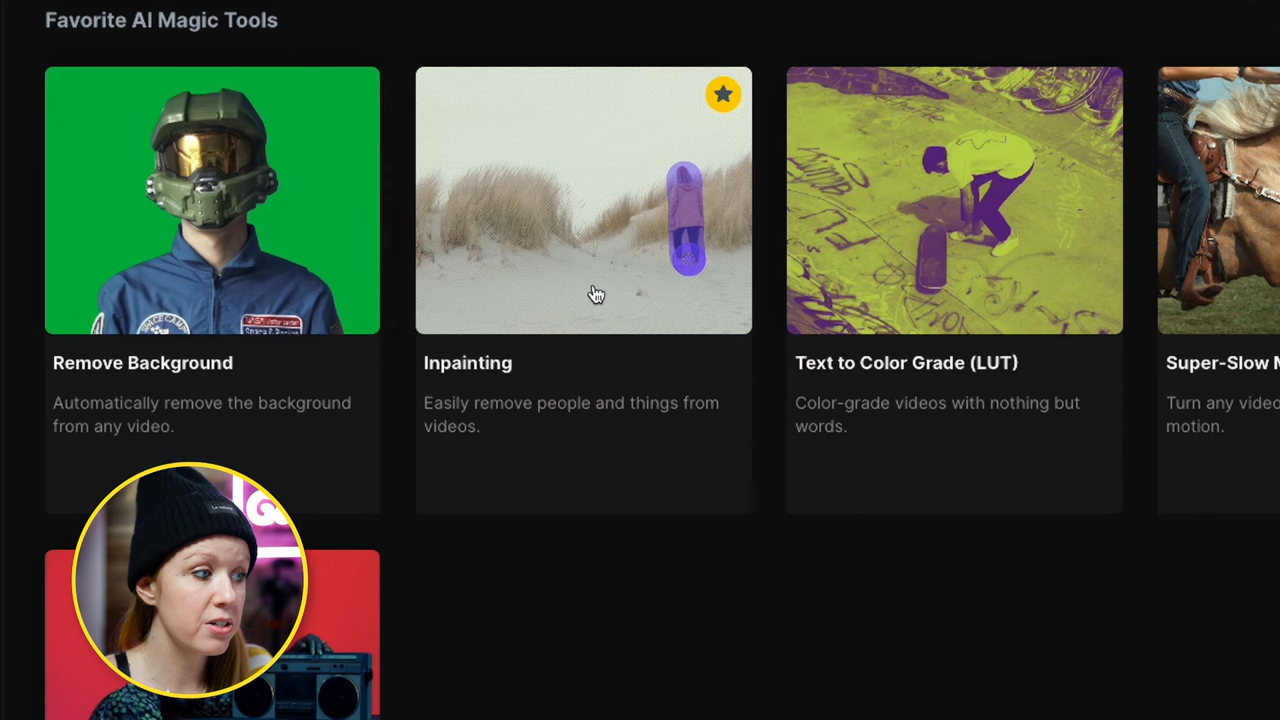 Favorite AI Magic Tools
Remove Background
Automatically remove the background
from any video.
Inpainting
Easily remove people and things from
videos.
Text to Color Grade (LUT)
Color-grade videos with nothing but
words.
Super-Slow M
Turn any video
motion.
SPACE CAMP